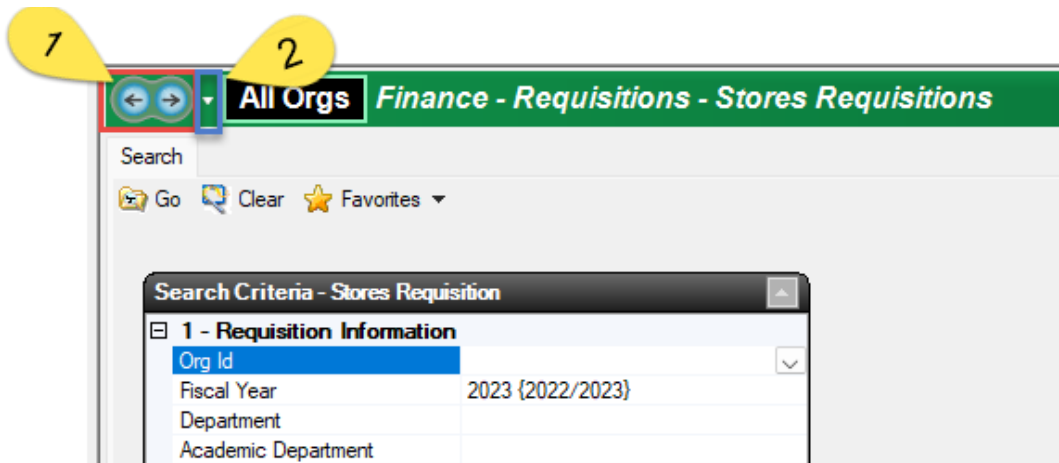 1
2
All Orgs Finance - Requisitions - Stores Requisitions
Search
Go Clear Favorites
Search Criteria - Stores Requisition
1 - Requisition Information
Org Id
Fiscal Year 2023 {2022/2023}
Department
Academic Department